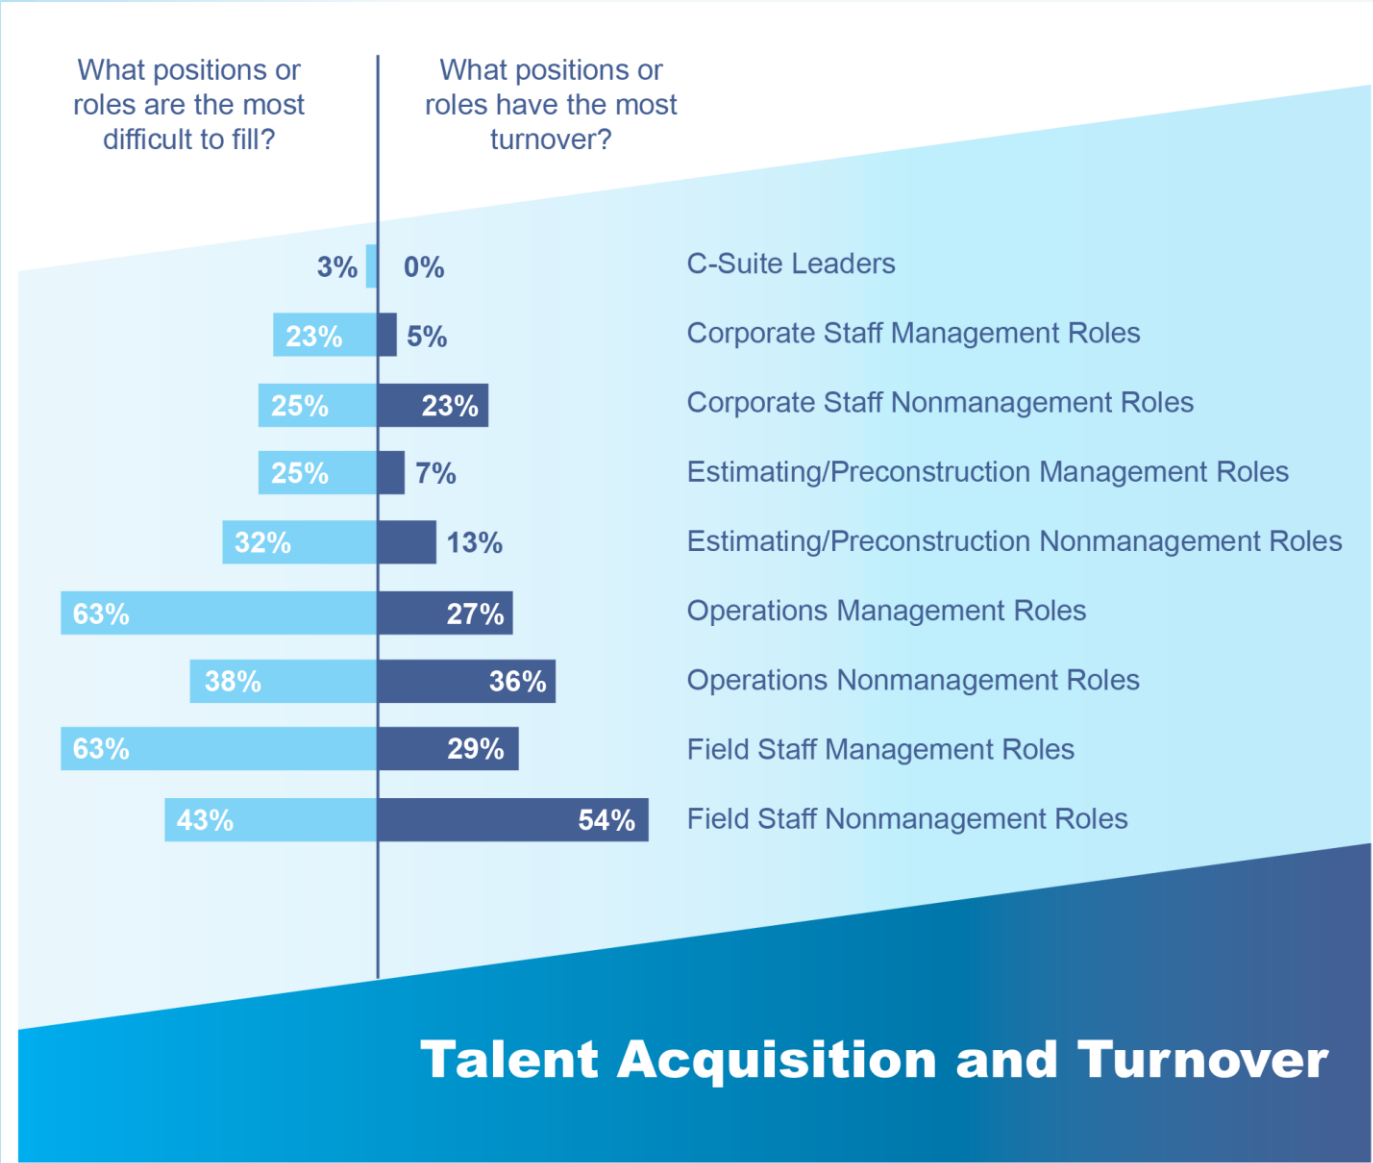 What positions or
roles are the most
difficult to fill?
What positions or
roles have the most
turnover?
3% 0% C-Suite Leaders
23% 5% Corporate Staff Management Roles
25% 23% Corporate Staff Nonmanagement Roles
25% 7% Estimating/Preconstruction Management Roles
32% 13% Estimating/Preconstruction Nonmanagement Roles
63% 27% Operations Management Roles
38% 36% Operations Nonmanagement Roles
63% 29% Field Staff Management Roles
43% 54% Field Staff Nonmanagement Roles
Talent Acquisition and Turnover